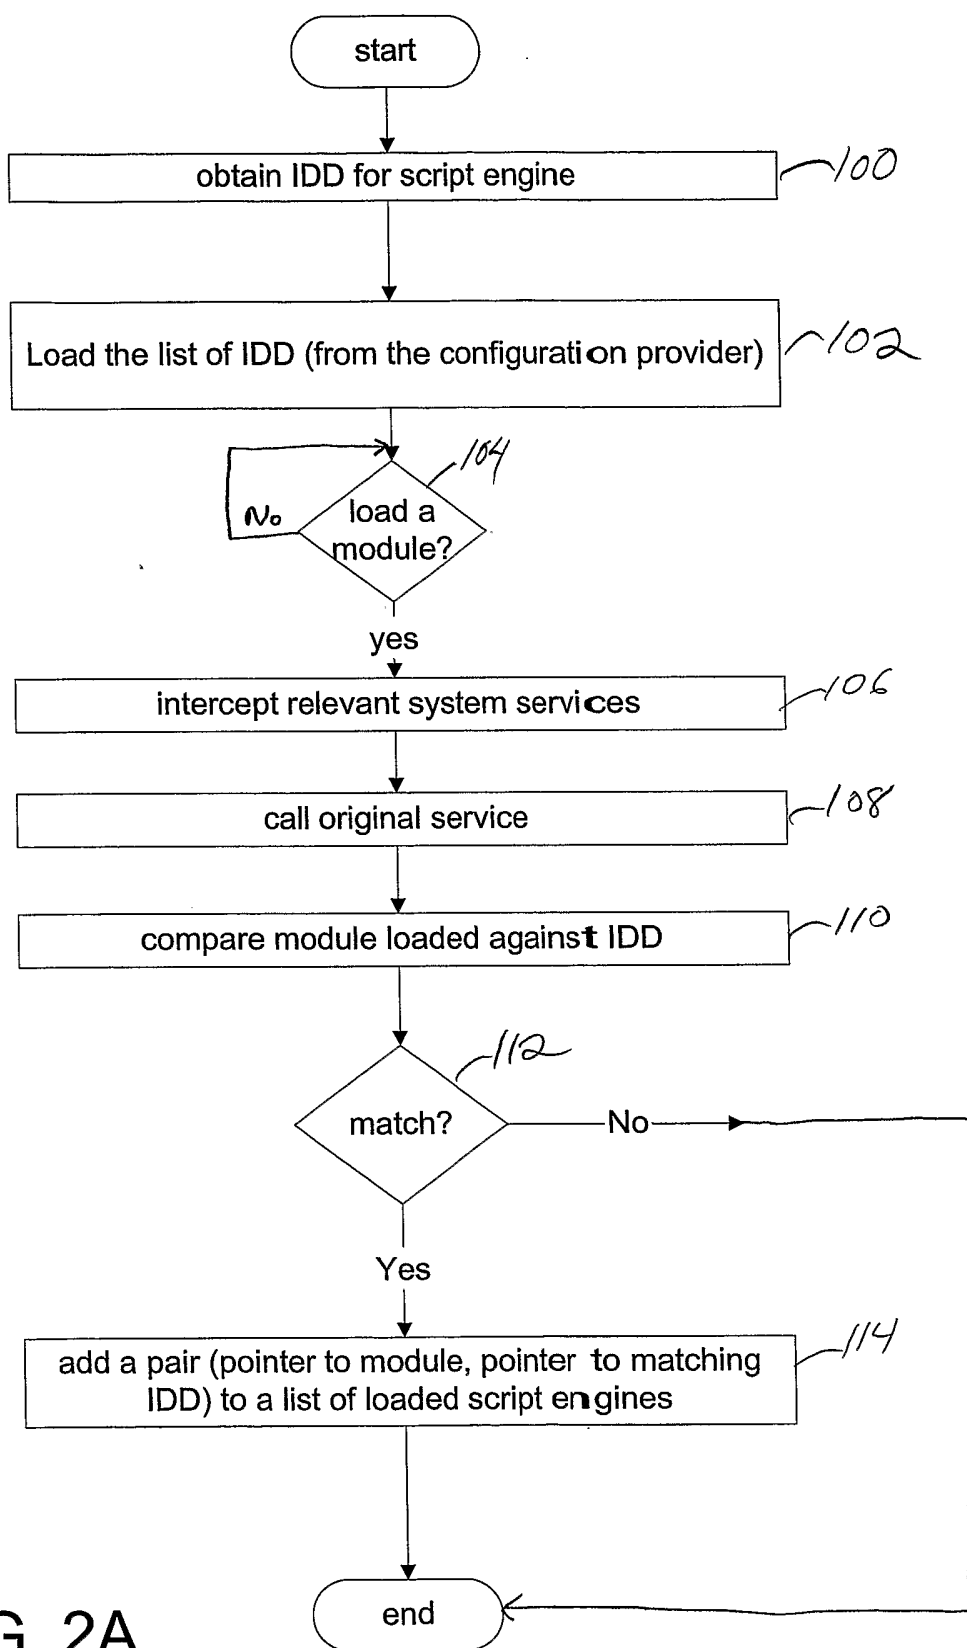 start
obtain IDD for script engine
100
Load the list of IDD (from the configuration provider)
102
104
load a
module?
No
yes
intercept relevant system services
106
call original service
108
compare module loaded against IDD
110
112
match?
No
Yes
add a pair (pointer to module, pointer to matching
IDD) to a list of loaded script engines
114
end
G. 2A